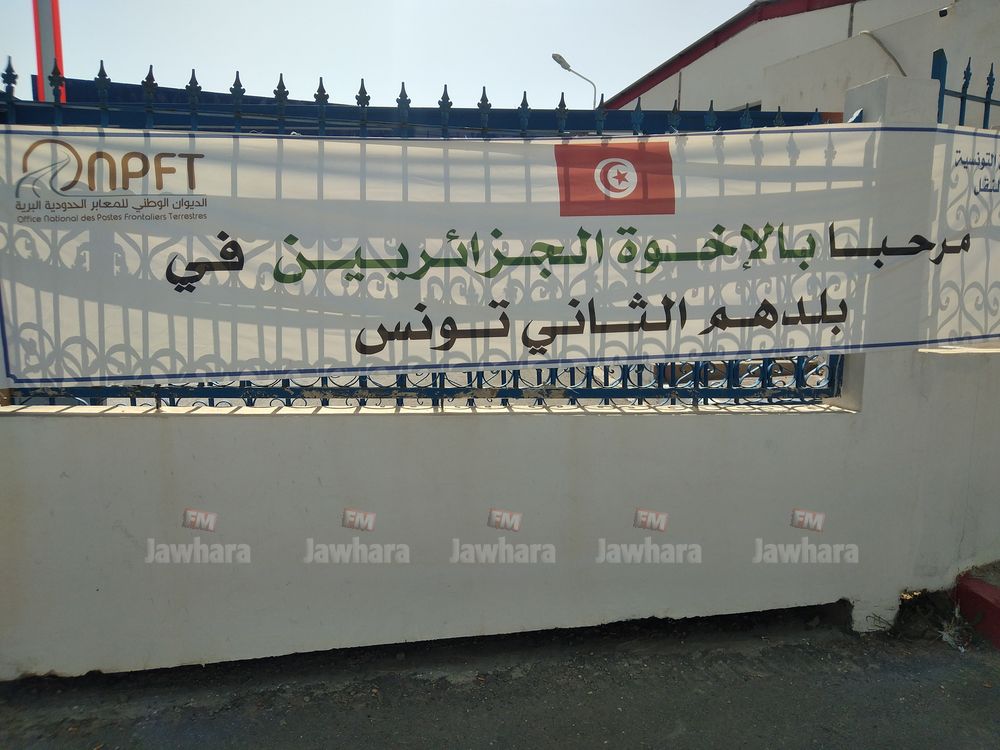 ONPFT
الديوان الوطني للمعابر الحدودية البرية
Office National des Postes Frontaliers Terrestres
التونسية
مرحبا بالإخوة الجزائريين في
بلدهم الثاني تونس
FM FM FM FM FM
Jawhara Jawhara Jawhara Jawhara Jawhara